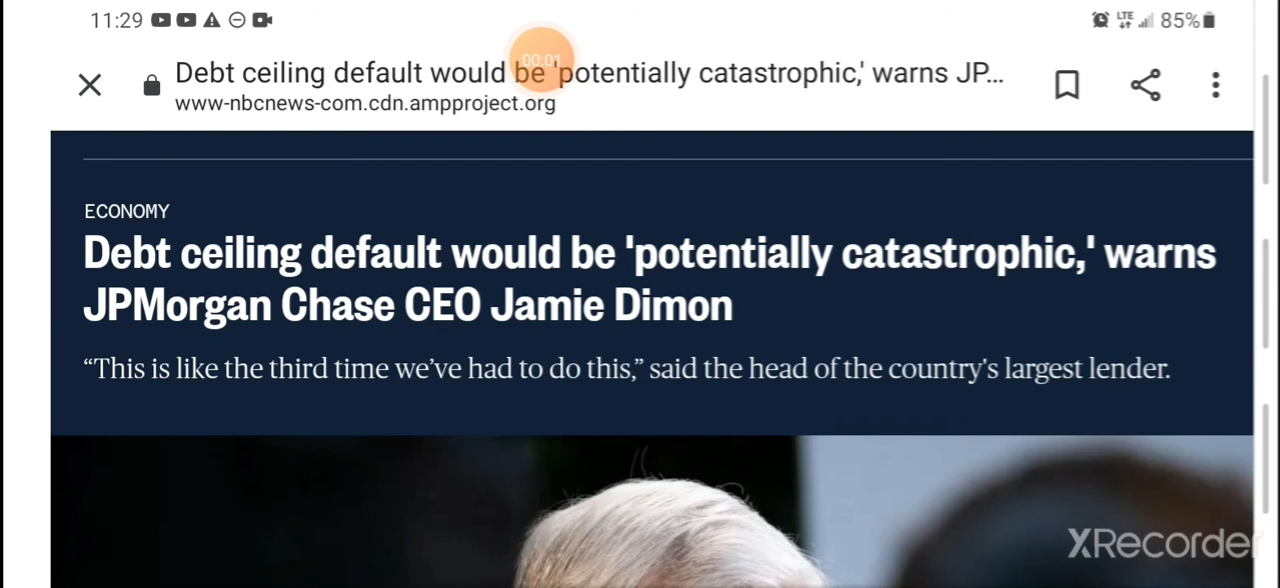 11:29
LTE
85%
00:01
Debt ceiling default would be 'potentially catastrophic,' warns JP...
www-nbcnews-com.cdn.ampproject.org
ECONOMY
Debt ceiling default would be 'potentially catastrophic,' warns
JPMorgan Chase CEO Jamie Dimon
“This is like the third time we’ve had to do this,” said the head of the country's largest lender.
XRecorder